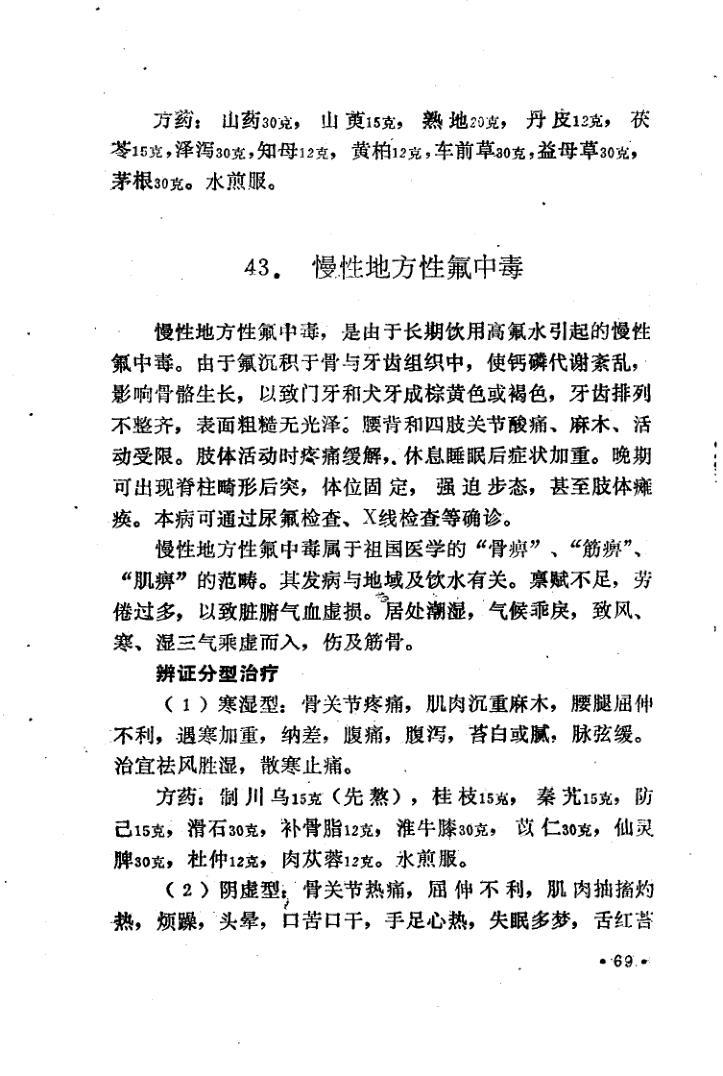 方药：山药30克，山萸15克，熟地20克，丹皮12克，茯
苓15克，泽泻30克，知母12克，黄柏12克，车前草30克，益母草30克，
茅根30克。水煎服。
43．慢性地方性氟中毒
慢性地方性氟中毒，是由于长期饮用高氟水引起的慢性
氟中毒。由于氟沉积于骨与牙齿组织中，使钙磷代谢紊乱，
影响骨骼生长，以致门牙和犬牙成棕黄色或褐色，牙齿排列
不整齐，表面粗糙无光泽。腰背和四肢关节酸痛、麻木、活
动受限。肢体活动时疼痛缓解，休息睡眠后症状加重。晚期
可出现脊柱畸形后突，体位固定，强迫步态，甚至肢体瘫
痪。本病可通过尿氟检查、X线检查等确诊。
慢性地方性氟中毒属于祖国医学的“骨痹”、“筋痹”、
“肌痹”的范畴。其发病与地域及饮水有关。禀赋不足，劳
倦过多，以致脏腑气血虚损。居处潮湿，气候乖戾，致风、
寒、湿三气乘虚而入，伤及筋骨。
辨证分型治疗
（1）寒湿型：骨关节疼痛，肌肉沉重麻木，腰腿屈伸
不利，遇寒加重，纳差，腹痛，腹泻，苔白或腻，脉弦缓。
治宜祛风胜湿，散寒止痛。
方药：制川乌15克（先熬），桂枝15克，秦艽15克，防
己15克，滑石30克，补骨脂12克，淮牛膝30克，苡仁30克，仙灵
脾30克，杜仲12克，肉苁蓉12克。水煎服。
（2）阴虚型：骨关节热痛，屈伸不利，肌肉抽搐灼
热，烦躁，头晕，口苦口干，手足心热，失眠多梦，舌红苔
•69•